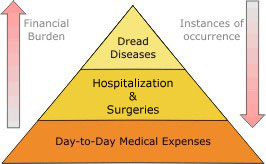 Financial
Burden
Instances of
occurrence
Dread
Diseases
Hospitalization
&
Surgeries
Day-to-Day Medical Expenses